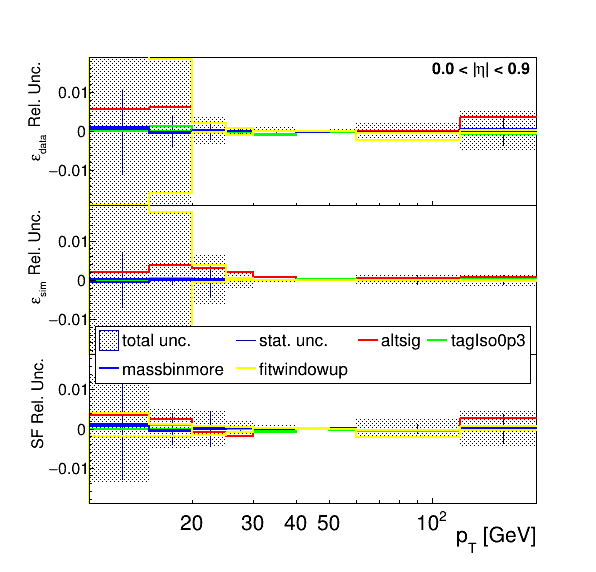 0.0 < |η| < 0.9
ε_data Rel. Unc.
0.01
0
−0.01
ε_sim Rel. Unc.
0.01
0
−0.01
total unc. stat. unc. altsig tagIso0p3
massbinmore fitwindowup
SF Rel. Unc.
0.01
0
−0.01
20 30 40 50 10²
p_T [GeV]